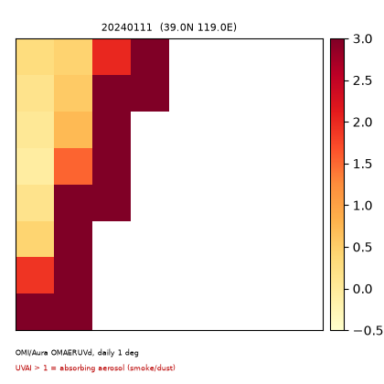 20240111 (39.0N 119.0E)
3.0
2.5
2.0
1.5
1.0
0.5
0.0
−0.5
OMI/Aura OMAERUVd, daily 1 deg
UVAI > 1 = absorbing aerosol (smoke/dust)